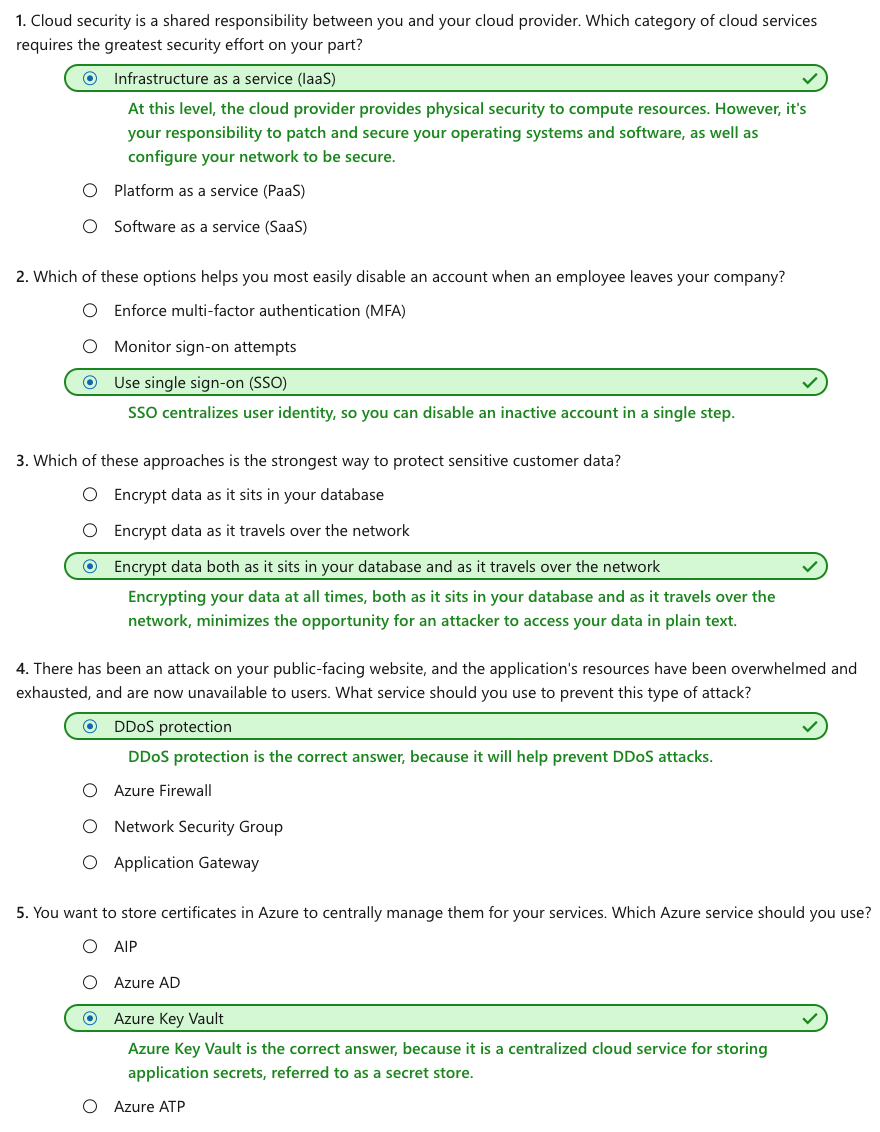 1. Cloud security is a shared responsibility between you and your cloud provider. Which category of cloud services
requires the greatest security effort on your part?
Infrastructure as a service (IaaS)
At this level, the cloud provider provides physical security to compute resources. However, it's
your responsibility to patch and secure your operating systems and software, as well as
configure your network to be secure.
Platform as a service (PaaS)
Software as a service (SaaS)
2. Which of these options helps you most easily disable an account when an employee leaves your company?
Enforce multi-factor authentication (MFA)
Monitor sign-on attempts
Use single sign-on (SSO)
SSO centralizes user identity, so you can disable an inactive account in a single step.
3. Which of these approaches is the strongest way to protect sensitive customer data?
Encrypt data as it sits in your database
Encrypt data as it travels over the network
Encrypt data both as it sits in your database and as it travels over the network
Encrypting your data at all times, both as it sits in your database and as it travels over the
network, minimizes the opportunity for an attacker to access your data in plain text.
4. There has been an attack on your public-facing website, and the application's resources have been overwhelmed and
exhausted, and are now unavailable to users. What service should you use to prevent this type of attack?
DDoS protection
DDoS protection is the correct answer, because it will help prevent DDoS attacks.
Azure Firewall
Network Security Group
Application Gateway
5. You want to store certificates in Azure to centrally manage them for your services. Which Azure service should you use?
AIP
Azure AD
Azure Key Vault
Azure Key Vault is the correct answer, because it is a centralized cloud service for storing
application secrets, referred to as a secret store.
Azure ATP